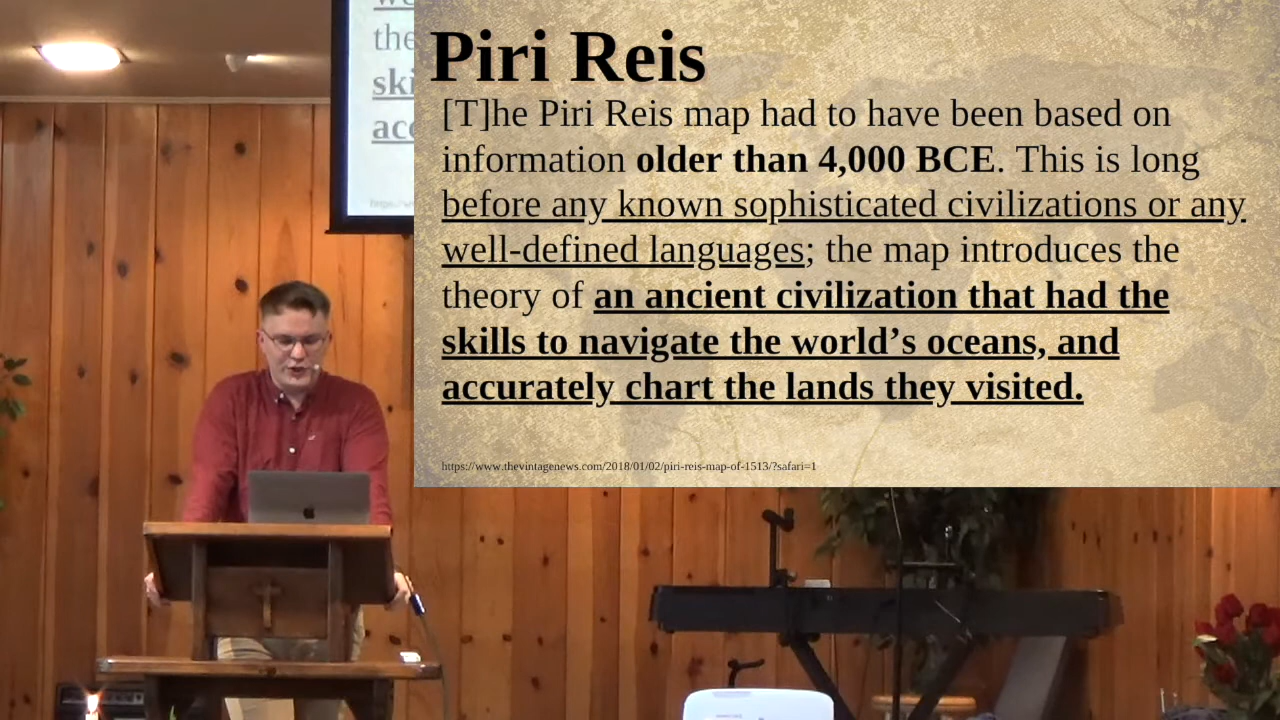 Piri Reis
[T]he Piri Reis map had to have been based on
information older than 4,000 BCE. This is long
before any known sophisticated civilizations or any
well-defined languages; the map introduces the
theory of an ancient civilization that had the
skills to navigate the world’s oceans, and
accurately chart the lands they visited.
https://www.thevintagenews.com/2018/01/02/piri-reis-map-of-1513/?safari=1
the
ski
acc